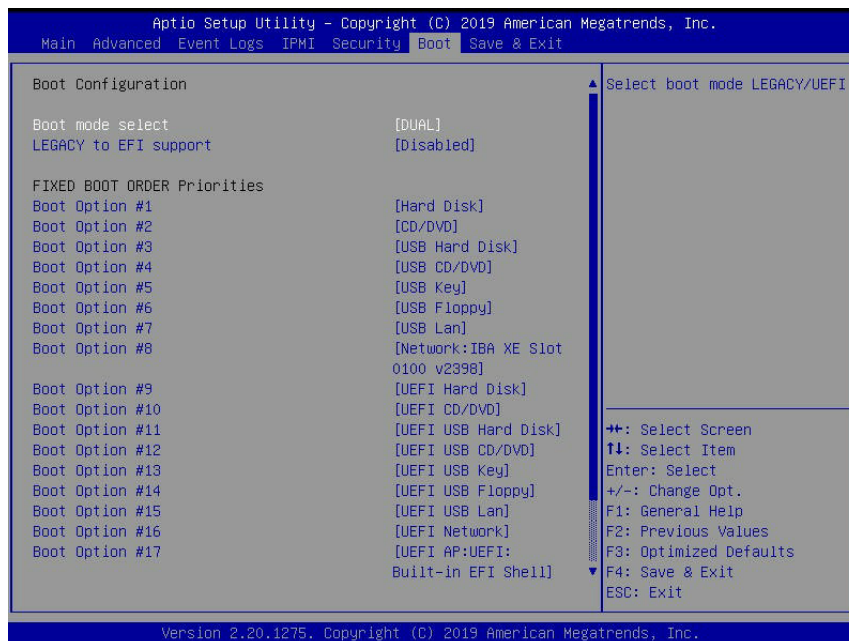 Aptio Setup Utility – Copyright (C) 2019 American Megatrends, Inc.
Main Advanced Event Logs IPMI Security Boot Save & Exit
Boot Configuration
Boot mode select [DUAL]
LEGACY to EFI support [Disabled]
FIXED BOOT ORDER Priorities
Boot Option #1 [Hard Disk]
Boot Option #2 [CD/DVD]
Boot Option #3 [USB Hard Disk]
Boot Option #4 [USB CD/DVD]
Boot Option #5 [USB Key]
Boot Option #6 [USB Floppy]
Boot Option #7 [USB Lan]
Boot Option #8 [Network:IBA XE Slot
0100 v2398]
Boot Option #9 [UEFI Hard Disk]
Boot Option #10 [UEFI CD/DVD]
Boot Option #11 [UEFI USB Hard Disk]
Boot Option #12 [UEFI USB CD/DVD]
Boot Option #13 [UEFI USB Key]
Boot Option #14 [UEFI USB Floppy]
Boot Option #15 [UEFI USB Lan]
Boot Option #16 [UEFI Network]
Boot Option #17 [UEFI AP:UEFI:
Built-in EFI Shell]
Select boot mode LEGACY/UEFI
→←: Select Screen
↑↓: Select Item
Enter: Select
+/-: Change Opt.
F1: General Help
F2: Previous Values
F3: Optimized Defaults
F4: Save & Exit
ESC: Exit
Version 2.20.1275. Copyright (C) 2019 American Megatrends, Inc.